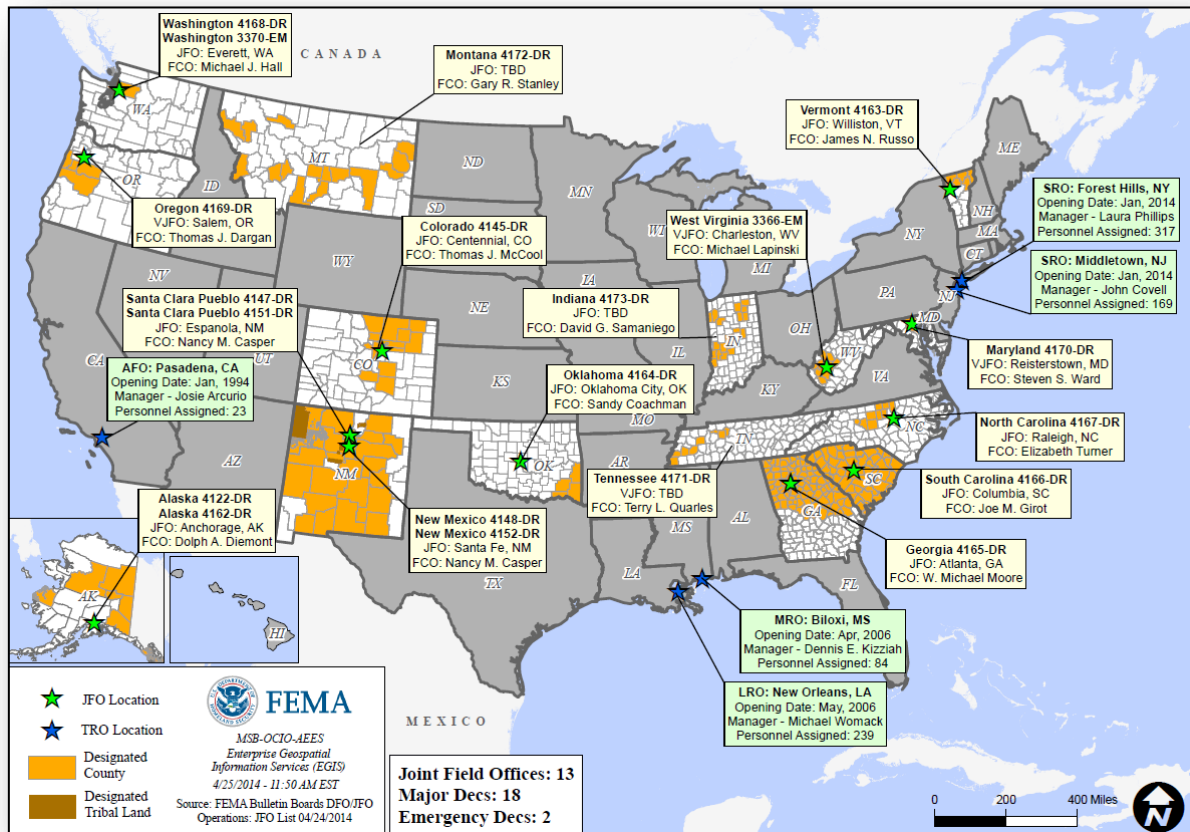 Washington 4168-DR
Washington 3370-EM
JFO: Everett, WA
FCO: Michael J. Hall
CANADA
Montana 4172-DR
JFO: TBD
FCO: Gary R. Stanley
Vermont 4163-DR
JFO: Williston, VT
FCO: James N. Russo
WA
MT
ND
MN
ME
OR
ID
SD
WI
MI
NY
NH
MA
CT
SRO: Forest Hills, NY
Opening Date: Jan, 2014
Manager - Laura Phillips
Personnel Assigned: 317
Oregon 4169-DR
VJFO: Salem, OR
FCO: Thomas J. Dargan
Colorado 4145-DR
JFO: Centennial, CO
FCO: Thomas J. McCool
West Virginia 3366-EM
VJFO: Charleston, WV
FCO: Michael Lapinski
SRO: Middletown, NJ
Opening Date: Jan, 2014
Manager - John Covell
Personnel Assigned: 169
WY
NV
NE
IA
PA
NJ
OH
MD
Santa Clara Pueblo 4147-DR
Santa Clara Pueblo 4151-DR
JFO: Espanola, NM
FCO: Nancy M. Casper
Indiana 4173-DR
JFO: TBD
FCO: David G. Samaniego
Maryland 4170-DR
VJFO: Reisterstown, MD
FCO: Steven S. Ward
CA
UT
CO
KS
IL
IN
WV
VA
KY
MO
AFO: Pasadena, CA
Opening Date: Jan, 1994
Manager - Josie Arcurio
Personnel Assigned: 23
Oklahoma 4164-DR
JFO: Oklahoma City, OK
FCO: Sandy Coachman
North Carolina 4167-DR
JFO: Raleigh, NC
FCO: Elizabeth Turner
AZ
NM
OK
AR
TN
NC
SC
Tennessee 4171-DR
VJFO: TBD
FCO: Terry L. Quarles
South Carolina 4166-DR
JFO: Columbia, SC
FCO: Joe M. Girot
Alaska 4122-DR
Alaska 4162-DR
JFO: Anchorage, AK
FCO: Dolph A. Diemont
New Mexico 4148-DR
New Mexico 4152-DR
JFO: Santa Fe, NM
FCO: Nancy M. Casper
MS
AL
GA
Georgia 4165-DR
JFO: Atlanta, GA
FCO: W. Michael Moore
TX
LA
FL
AK
HI
MRO: Biloxi, MS
Opening Date: Apr, 2006
Manager - Dennis E. Kizziah
Personnel Assigned: 84
LRO: New Orleans, LA
Opening Date: May, 2006
Manager - Michael Womack
Personnel Assigned: 239
MEXICO
JFO Location
TRO Location
Designated
County
Designated
Tribal Land
FEMA
MSB-OCIO-AEES
Enterprise Geospatial
Information Services (EGIS)
4/25/2014 - 11:50 AM EST
Source: FEMA Bulletin Boards DFO/JFO
Operations: JFO List 04/24/2014
Joint Field Offices: 13
Major Decs: 18
Emergency Decs: 2
0 200 400 Miles
N